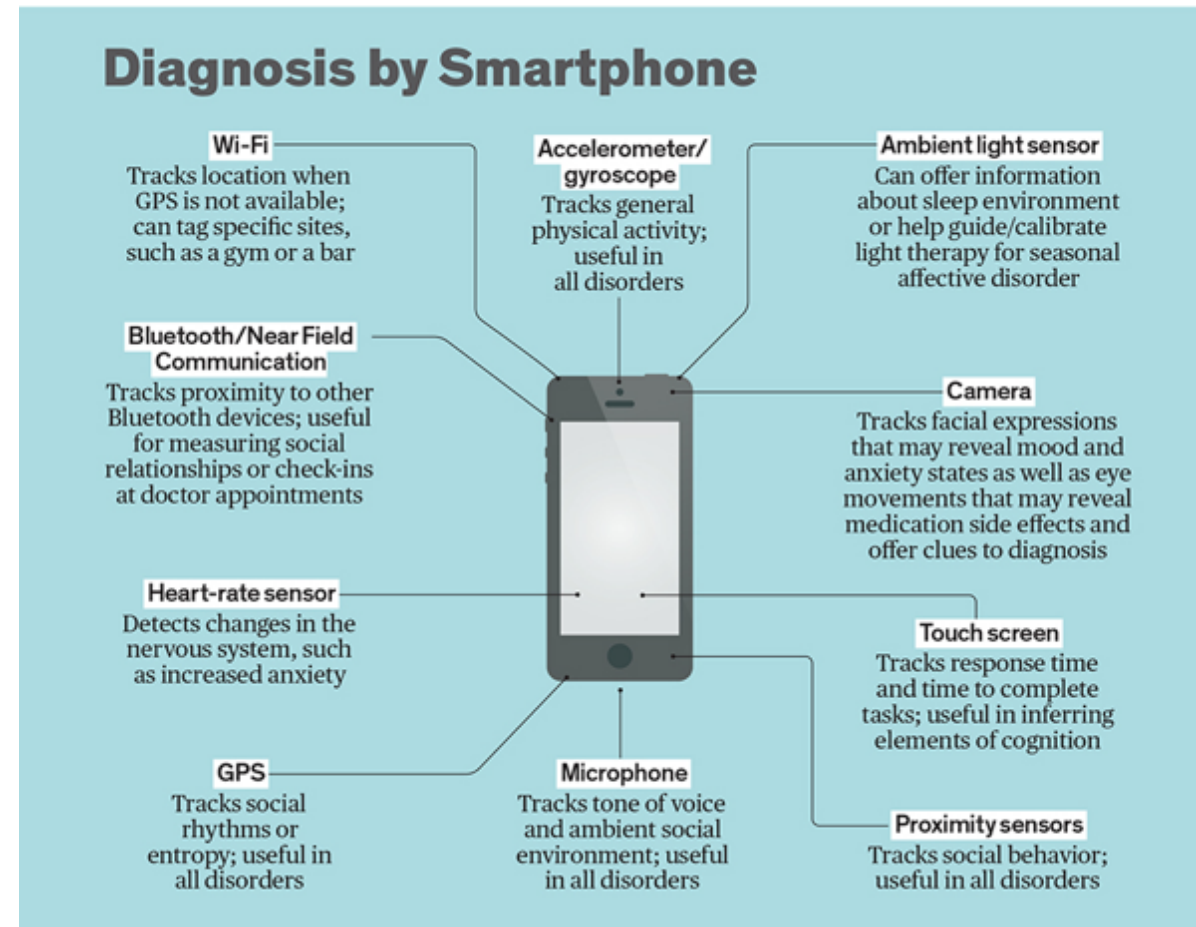 Diagnosis by Smartphone
Wi-Fi
Tracks location when
GPS is not available;
can tag specific sites,
such as a gym or a bar
Accelerometer/
gyroscope
Tracks general
physical activity;
useful in
all disorders
Ambient light sensor
Can offer information
about sleep environment
or help guide/calibrate
light therapy for seasonal
affective disorder
Bluetooth/Near Field
Communication
Tracks proximity to other
Bluetooth devices; useful
for measuring social
relationships or check-ins
at doctor appointments
Camera
Tracks facial expressions
that may reveal mood and
anxiety states as well as eye
movements that may reveal
medication side effects and
offer clues to diagnosis
Heart-rate sensor
Detects changes in the
nervous system, such
as increased anxiety
Touch screen
Tracks response time
and time to complete
tasks; useful in inferring
elements of cognition
GPS
Tracks social
rhythms or
entropy; useful in
all disorders
Microphone
Tracks tone of voice
and ambient social
environment; useful
in all disorders
Proximity sensors
Tracks social behavior;
useful in all disorders